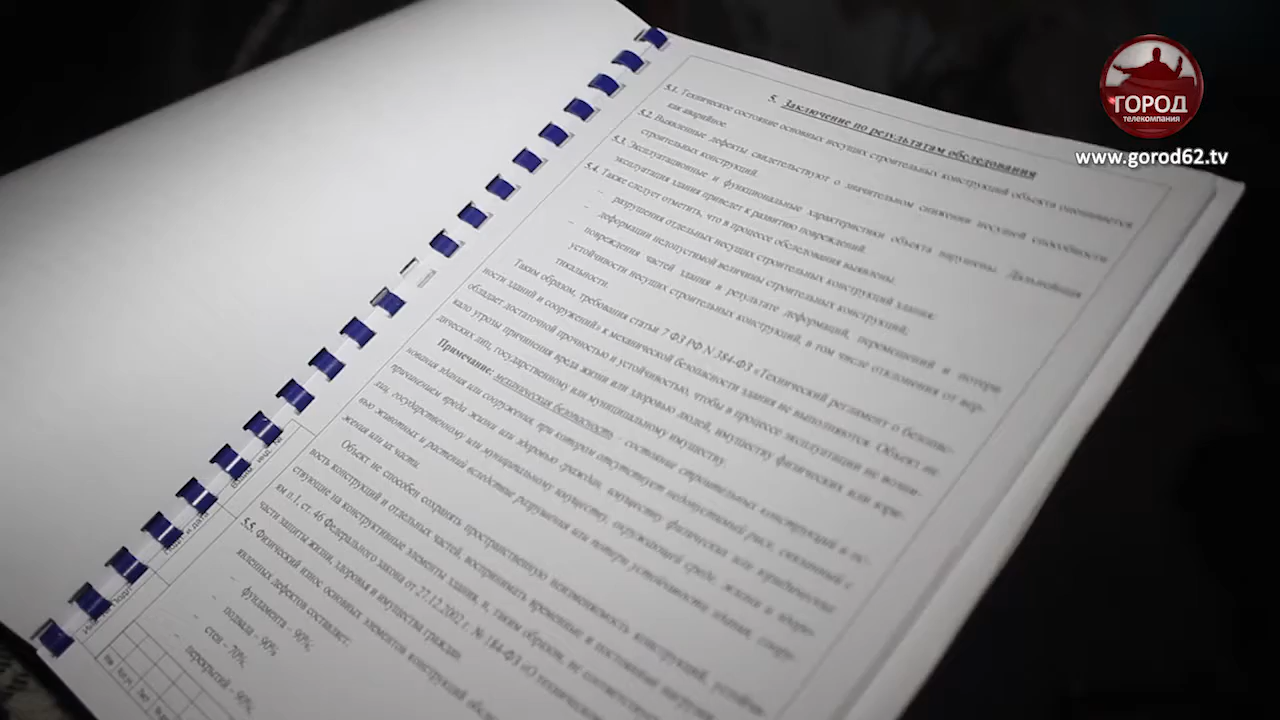 ГОРОД
телекомпания
www.gorod62.tv
5. Заключение по результатам обследования
5.1. Техническое состояние основных несущих строительных конструкций объекта оценивается
как аварийное.
5.2. Выявленные дефекты свидетельствуют о значительном снижении несущей способности
строительных конструкций.
5.3. Эксплуатационные и функциональные характеристики объекта нарушены. Дальнейшая
эксплуатация здания приведет к развитию повреждений.
5.4. Также следует отметить, что в процессе обследования выявлены:
– разрушения отдельных несущих строительных конструкций здания;
– деформации недопустимой величины строительных конструкций;
– повреждения частей здания в результате деформаций, перемещений и потери
устойчивости несущих строительных конструкций, в том числе отклонения от вер-
тикальности.
Таким образом, требования статьи 7 ФЗ РФ N 384-ФЗ «Технический регламент о безопас-
ности зданий и сооружений» к механической безопасности здания не выполняются. Объект не
обладает достаточной прочностью и устойчивостью, чтобы в процессе эксплуатации не возни-
кало угрозы причинения вреда жизни или здоровью людей, имуществу физических или юри-
дических лиц, государственному или муниципальному имуществу.
Примечание: механическая безопасность – состояние строительных конструкций и ос-
нования здания или сооружения, при котором отсутствует недопустимый риск, связанный с
причинением вреда жизни или здоровью граждан, имуществу физических или юридических
лиц, государственному или муниципальному имуществу, окружающей среде, жизни и здоро-
вью животных и растений вследствие разрушения или потери устойчивости здания, соору-
жения или их части.
Объект не способен сохранять пространственную неизменяемость конструкций, устойчи-
вость конструкций и отдельных частей, воспринимать временные и постоянные нагрузки,
ствующие на конструктивные элементы здания, и, таким образом, не соответствует
ям п.1. ст. 46 Федерального закона от 27.12.2002 г. № 184-ФЗ «О техническом
части защиты жизни, здоровья и имущества граждан.
5.5. Физический износ основных элементов конструкций
явленных дефектов составляет:
– фундамента – 90%;
– подвала – 90%
– стен – 70%,
перекрытий – 90%,